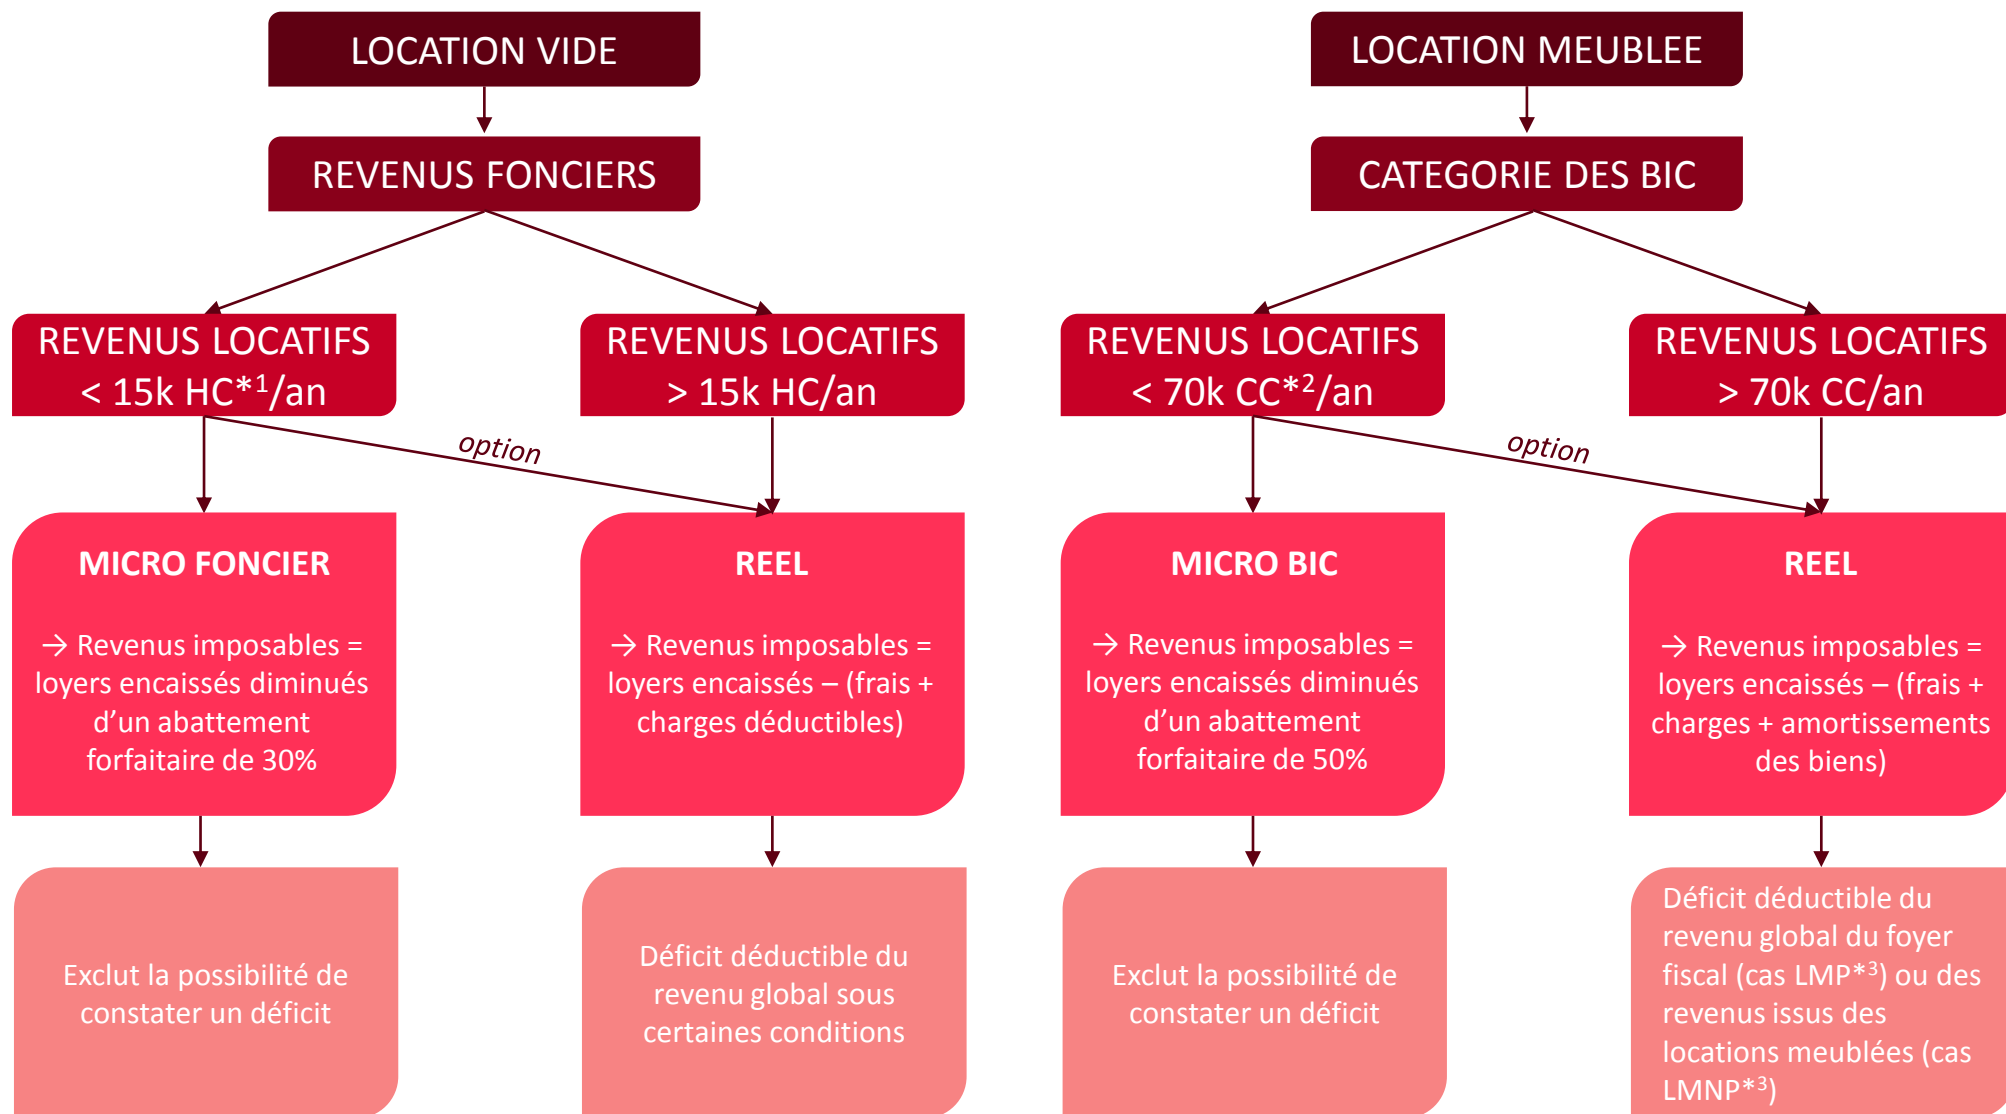 LOCATION VIDE
REVENUS FONCIERS
REVENUS LOCATIFS
< 15k HC*1/an
REVENUS LOCATIFS
> 15k HC/an
option
MICRO FONCIER
→ Revenus imposables =
loyers encaissés diminués
d’un abattement
forfaitaire de 30%
REEL
→ Revenus imposables =
loyers encaissés – (frais +
charges déductibles)
Exclut la possibilité de
constater un déficit
Déficit déductible du
revenu global sous
certaines conditions
LOCATION MEUBLEE
CATEGORIE DES BIC
REVENUS LOCATIFS
< 70k CC*2/an
REVENUS LOCATIFS
> 70k CC/an
option
MICRO BIC
→ Revenus imposables =
loyers encaissés diminués
d’un abattement
forfaitaire de 50%
REEL
→ Revenus imposables =
loyers encaissés – (frais +
charges + amortissements
des biens)
Exclut la possibilité de
constater un déficit
Déficit déductible du
revenu global du foyer
fiscal (cas LMP*3) ou des
revenus issus des
locations meublées (cas
LMNP*3)